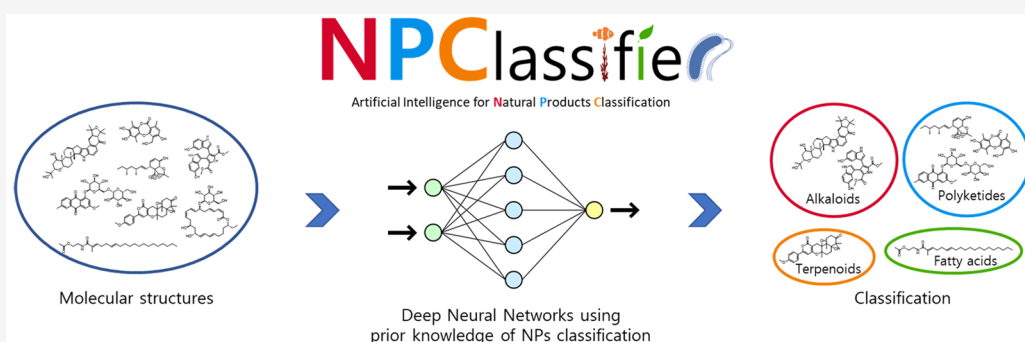 NPClassifier
Artificial Intelligence for Natural Products Classification
Alkaloids
Polyketides
Terpenoids
Fatty acids
Molecular structures
Deep Neural Networks using
prior knowledge of NPs classification
Classification